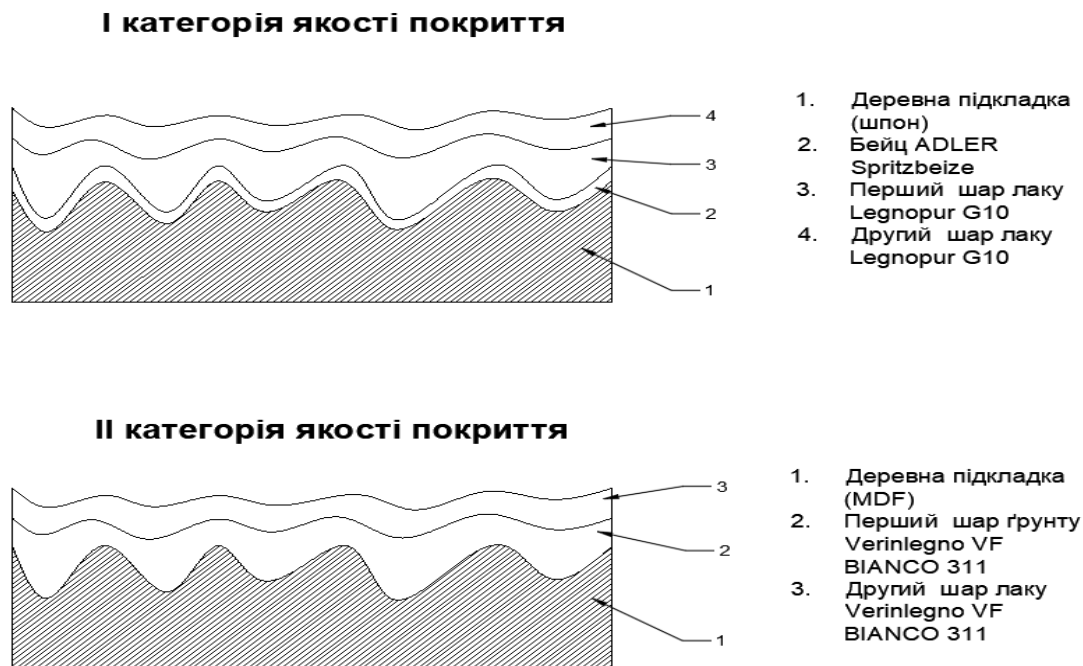 I категорія якості покриття
4
3
2
1
1. Деревна підкладка
(шпон)
2. Бейц ADLER
Spritzbeize
3. Перший шар лаку
Legnopur G10
4. Другий шар лаку
Legnopur G10
II категорія якості покриття
3
2
1
1. Деревна підкладка
(MDF)
2. Перший шар ґрунту
Verinlegno VF
BIANCO 311
3. Другий шар лаку
Verinlegno VF
BIANCO 311